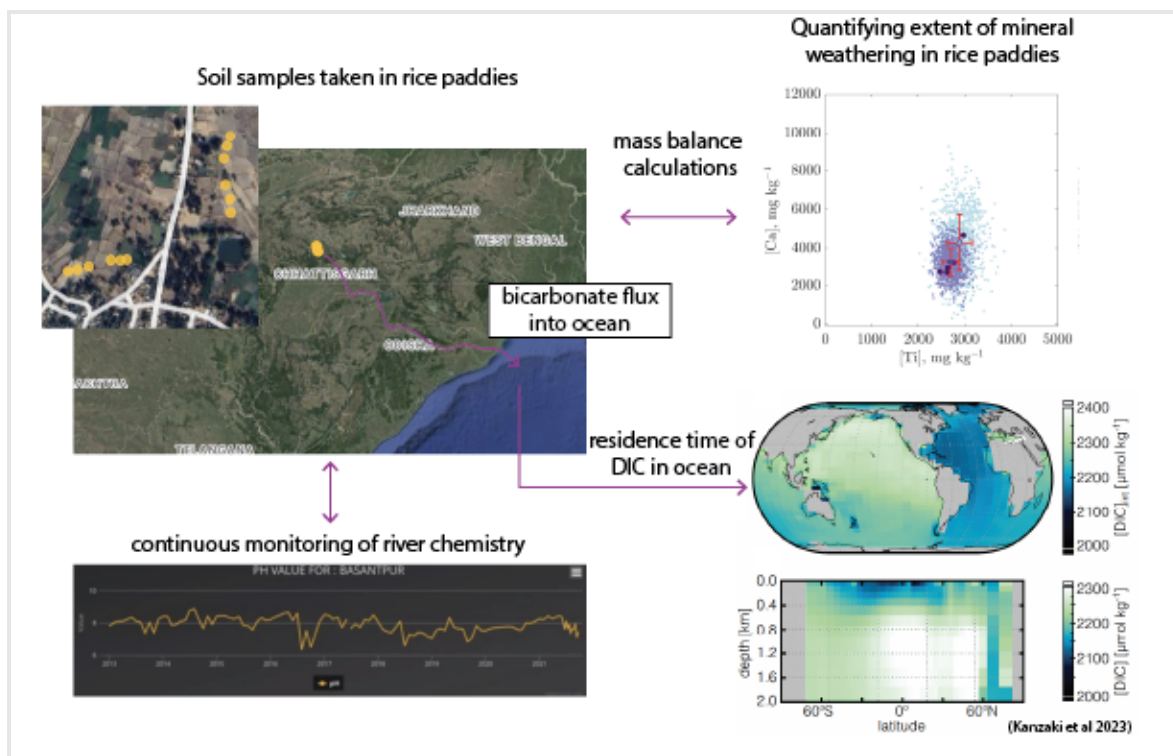 Quantifying extent of mineral
weathering in rice paddies
Soil samples taken in rice paddies
mass balance
calculations
12000
10000
8000
6000
4000
2000
0
[Ca], mg kg⁻¹
0 1000 2000 3000 4000 5000
[Ti], mg kg⁻¹
JHARKHAND
WEST BENGAL
CHHATTISGARH
bicarbonate flux
into ocean
ODISHA
TELANGANA
residence time of
DIC in ocean
2400
2300
2200
2100
2000
continuous monitoring of river chemistry
PH VALUE FOR : BASANTPUR
10
Value
2013 2014 2015 2016 2017 2018 2019 2020 2021
pH
0.0
0.4
0.8
1.2
1.6
2.0
depth [km]
60°S 0° 60°N
latitude
2300
2200
2100
2000
[DIC] [μmol kg⁻¹]
(Kanzaki et al 2023)